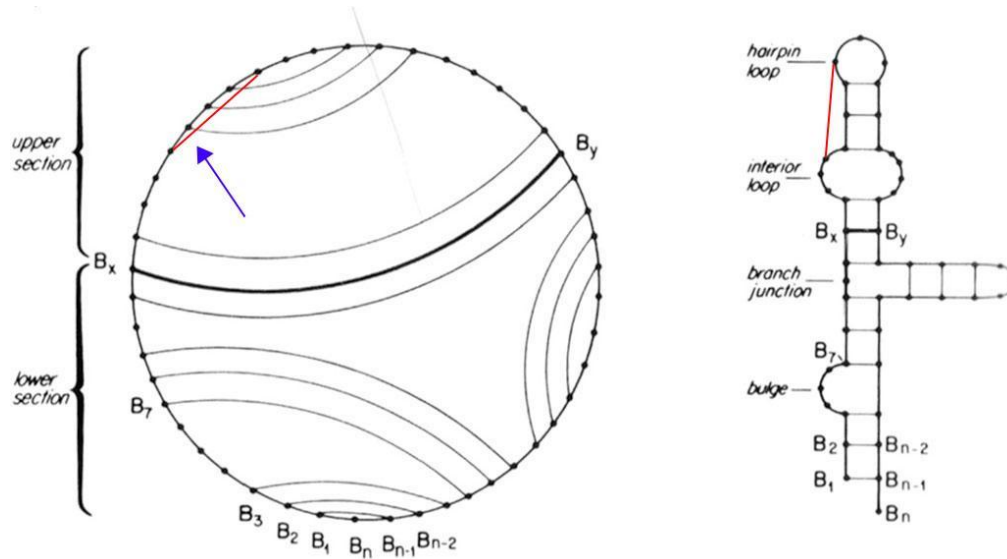 upper
section
lower
section
Bx
By
B7
B3
B2
B1
Bn
Bn-1
Bn-2
hairpin
loop
interior
loop
Bx
By
branch
junction
B7
bulge
B2
Bn-2
B1
Bn-1
Bn